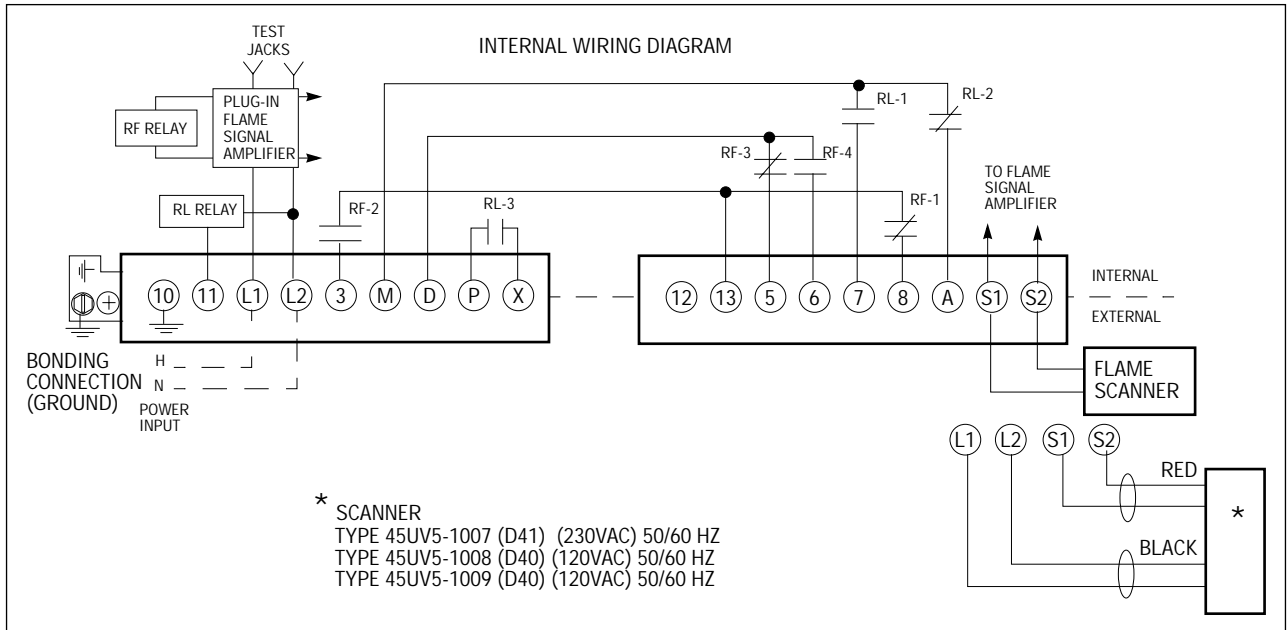 INTERNAL WIRING DIAGRAM
TEST
JACKS
PLUG-IN
FLAME
SIGNAL
AMPLIFIER
RF RELAY
RL RELAY
RF-2
RL-3
RL-1
RL-2
RF-3
RF-4
RF-1
TO FLAME
SIGNAL
AMPLIFIER
10 11 L1 L2 3 M D P X
12 13 5 6 7 8 A S1 S2
INTERNAL
EXTERNAL
BONDING
CONNECTION
(GROUND)
H
N
POWER
INPUT
FLAME
SCANNER
L1 L2 S1 S2
RED
BLACK
*
* SCANNER
TYPE 45UV5-1007 (D41) (230VAC) 50/60 HZ
TYPE 45UV5-1008 (D40) (120VAC) 50/60 HZ
TYPE 45UV5-1009 (D40) (120VAC) 50/60 HZ